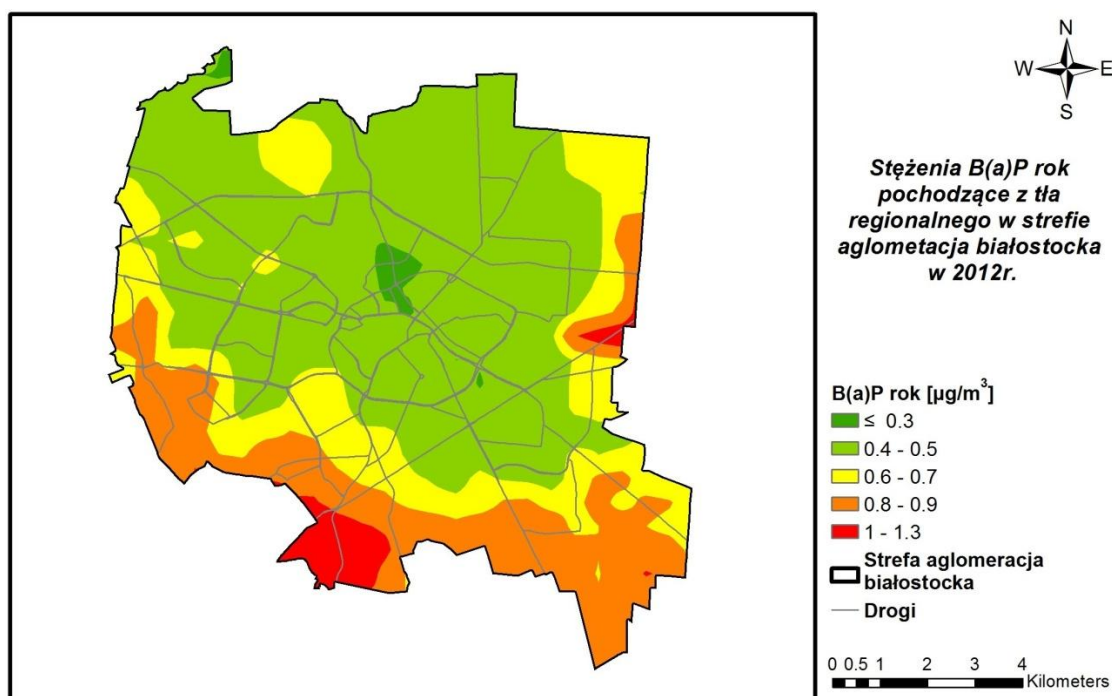 N
W E
S
Stężenia B(a)P rok
pochodzące z tła
regionalnego w strefie
aglometacja białostocka
w 2012r.
B(a)P rok [µg/m³]
≤ 0.3
0.4 - 0.5
0.6 - 0.7
0.8 - 0.9
1 - 1.3
Strefa aglomeracja
białostocka
Drogi
0 0.5 1 2 3 4
Kilometers